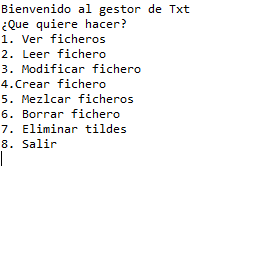 Bienvenido al gestor de Txt
¿Que quiere hacer?
1. Ver ficheros
2. Leer fichero
3. Modificar fichero
4.Crear fichero
5. Mezlcar ficheros
6. Borrar fichero
7. Eliminar tildes
8. Salir